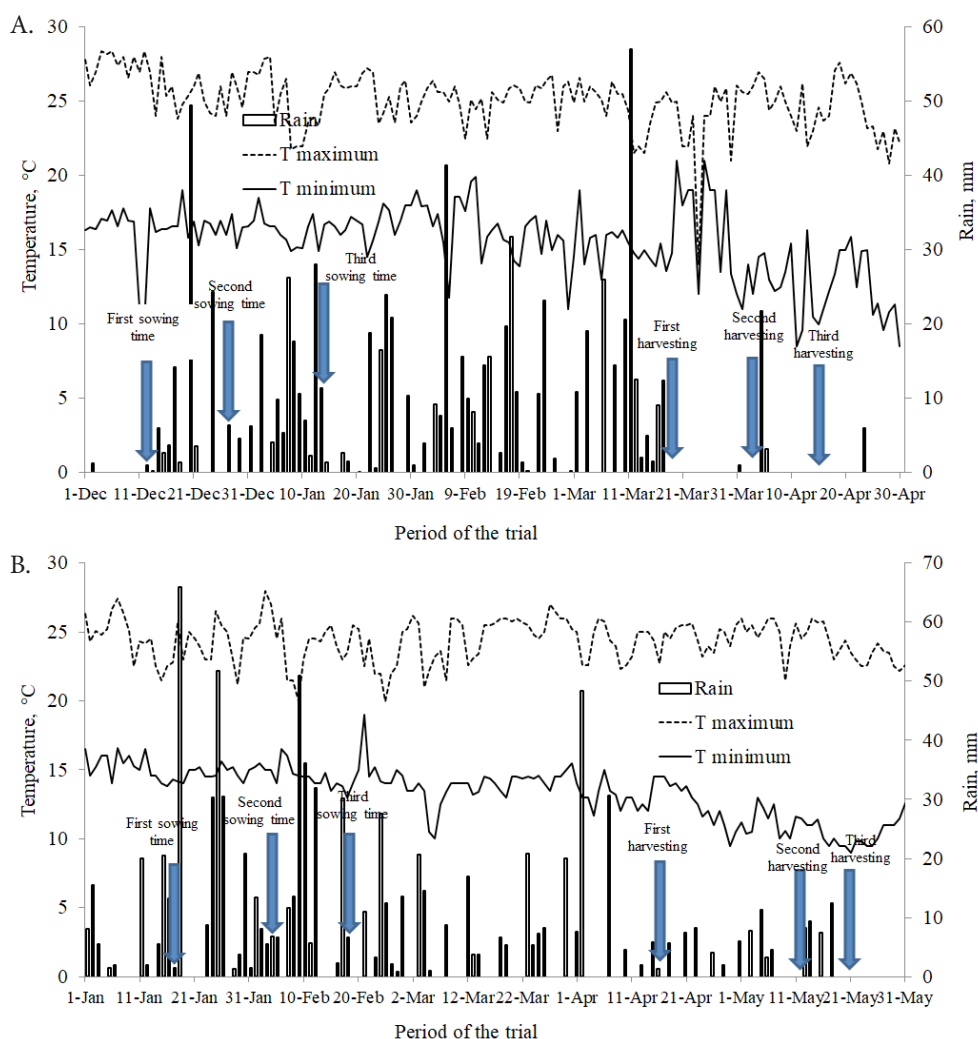 A.
30
60
25
50
20
40
15
30
10
20
5
10
0
0
Temperature, °C
Rain, mm
Rain
T maximum
T minimum
First sowing
time
Second
sowing time
Third
sowing time
First
harvesting
Second
harvesting
Third
harvesting
1-Dec 11-Dec 21-Dec 31-Dec 10-Jan 20-Jan 30-Jan 9-Feb 19-Feb 1-Mar 11-Mar 21-Mar 31-Mar 10-Apr 20-Apr 30-Apr
Period of the trial
B.
30
70
25
60
20
50
15
40
10
30
5
20
0
10
0
Temperature, °C
Rain, mm
Rain
T maximum
T minimum
First sowing
time
Second
sowing time
Third
sowing time
First
harvesting
Second
harvesting
Third
harvesting
1-Jan 11-Jan 21-Jan 31-Jan 10-Feb 20-Feb 2-Mar 12-Mar 22-Mar 1-Apr 11-Apr 21-Apr 1-May 11-May 21-May 31-May
Period of the trial